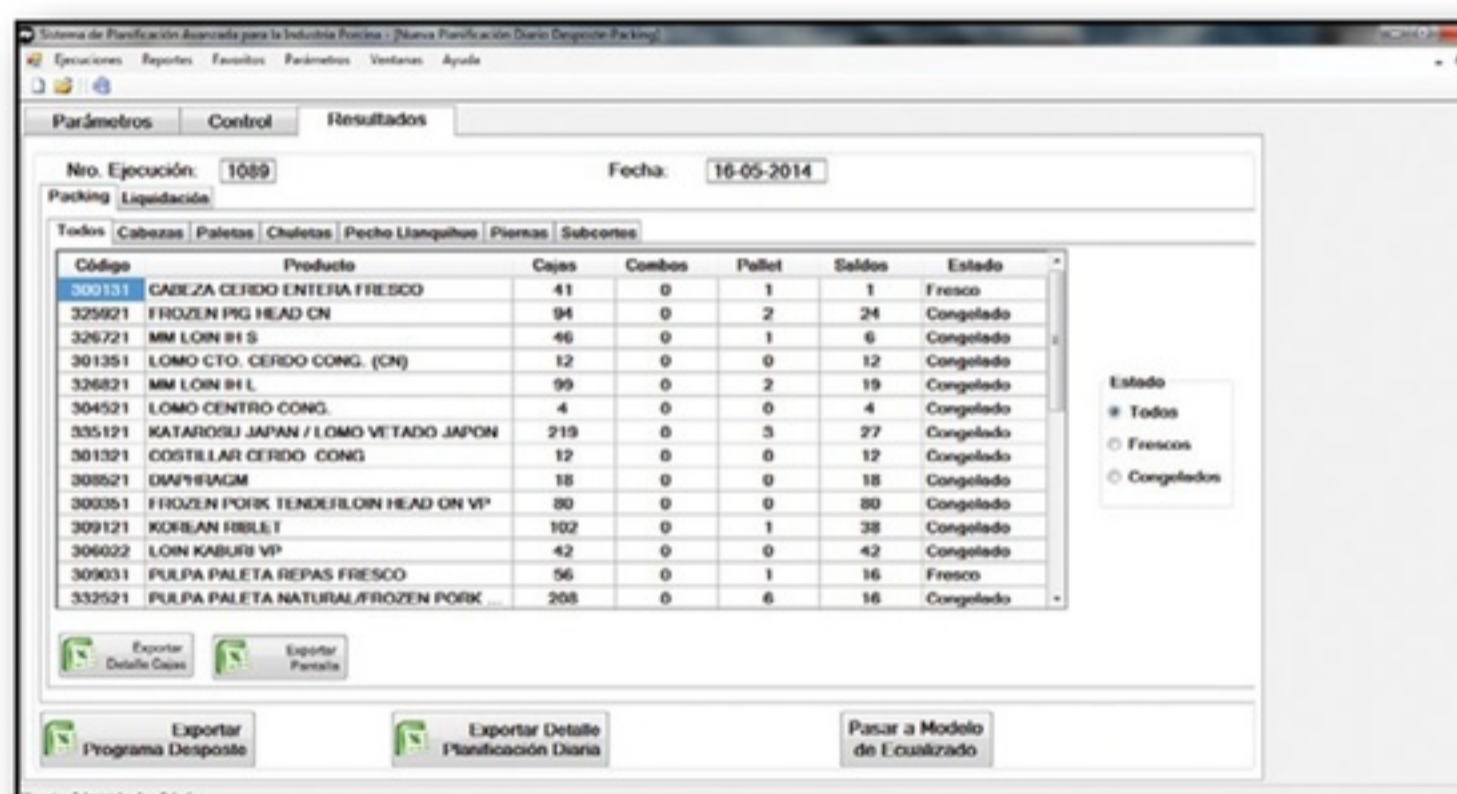 Sistema de Planificación Avanzada para la Industria Porcina - [Nueva Planificación Diario Desposte-Packing]
Ejecuciones Reportes Favoritos Parámetros Ventanas Ayuda
Parámetros Control Resultados
Nro. Ejecución: 1089 Fecha: 16-05-2014
Packing Liquidación
Todos Cabezas Paletas Chuletas Pecho Llanquihue Piernas Subcortes
Código Producto Cajas Combos Pallet Saldos Estado
300131 CABEZA CERDO ENTERA FRESCO 41 0 1 1 Fresco
325921 FROZEN PIG HEAD CN 94 0 2 24 Congelado
326721 MM LOIN IH S 46 0 1 6 Congelado
301351 LOMO CTO. CERDO CONG. (CN) 12 0 0 12 Congelado
326821 MM LOIN IH L 99 0 2 19 Congelado
304521 LOMO CENTRO CONG. 4 0 0 4 Congelado
335121 KATAROSU JAPAN / LOMO VETADO JAPON 219 0 3 27 Congelado
301321 COSTILLAR CERDO CONG 12 0 0 12 Congelado
308521 DIAPHRAGM 18 0 0 18 Congelado
300351 FROZEN PORK TENDERLOIN HEAD ON VP 80 0 0 80 Congelado
309121 KOREAN RIBLET 102 0 1 38 Congelado
306022 LOIN KABURI VP 42 0 0 42 Congelado
309031 PULPA PALETA REPAS FRESCO 56 0 1 16 Fresco
332521 PULPA PALETA NATURAL/FROZEN PORK ... 208 0 6 16 Congelado
Estado
Todos
Frescos
Congelados
Exportar Detalle Cajas
Exportar Pantalla
Exportar Programa Desposte
Exportar Detalle Planificación Diaria
Pasar a Modelo de Ecualizado